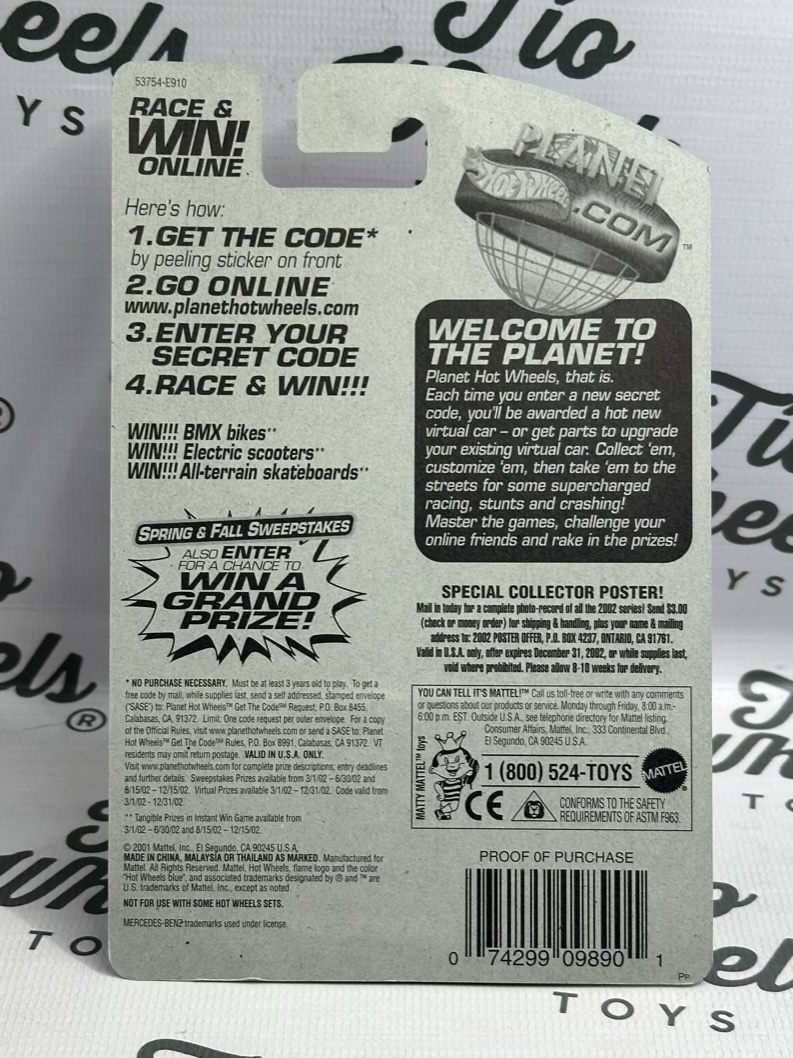 eels
Tio
YS
53754-E910
RACE &
WIN!
ONLINE
PLANET
HOT WHEELS
.COM
TM
Here's how:
1.GET THE CODE*
by peeling sticker on front
2.GO ONLINE
www.planethotwheels.com
3.ENTER YOUR
SECRET CODE
4.RACE & WIN!!!
WIN!!! BMX bikes**
WIN!!! Electric scooters**
WIN!!! All-terrain skateboards**
SPRING & FALL SWEEPSTAKES
ALSO ENTER
FOR A CHANCE TO
WIN A
GRAND
PRIZE!
WELCOME TO
THE PLANET!
Planet Hot Wheels, that is.
Each time you enter a new secret
code, you'll be awarded a hot new
virtual car – or get parts to upgrade
your existing virtual car. Collect 'em,
customize 'em, then take 'em to the
streets for some supercharged
racing, stunts and crashing!
Master the games, challenge your
online friends and rake in the prizes!
SPECIAL COLLECTOR POSTER!
Mail in today for a complete photo-record of all the 2002 series! Send $3.00
(check or money order) for shipping & handling, plus your name & mailing
address to: 2002 POSTER OFFER, P.O. BOX 4237, ONTARIO, CA 91761.
Valid in U.S.A. only, offer expires December 31, 2002, or while supplies last,
void where prohibited. Please allow 8-10 weeks for delivery.
* NO PURCHASE NECESSARY. Must be at least 3 years old to play. To get a
free code by mail, while supplies last, send a self addressed, stamped envelope
("SASE") to: Planet Hot Wheels™ Get The Code℠ Request, P.O. Box 8455,
Calabasas, CA, 91372. Limit: One code request per outer envelope. For a copy
of the Official Rules, visit www.planethotwheels.com or send a SASE to: Planet
Hot Wheels™ Get The Code℠ Rules, P.O. Box 8991, Calabasas, CA 91372. VT
residents may omit return postage. VALID IN U.S.A. ONLY.
Visit www.planethotwheels.com for complete prize descriptions, entry deadlines
and further details. Sweepstakes Prizes available from 3/1/02 – 6/30/02 and
8/15/02 – 12/15/02. Virtual Prizes available 3/1/02 – 12/31/02. Code valid from
3/1/02 - 12/31/02.
** Tangible Prizes in Instant Win Game available from
3/1/02 – 6/30/02 and 8/15/02 – 12/15/02.
© 2001 Mattel, Inc., El Segundo, CA 90245 U.S.A.
MADE IN CHINA, MALAYSIA OR THAILAND AS MARKED. Manufactured for
Mattel. All Rights Reserved. Mattel, Hot Wheels, flame logo and the color
"Hot Wheels blue", and associated trademarks designated by ® and ™ are
U.S. trademarks of Mattel, Inc., except as noted.
NOT FOR USE WITH SOME HOT WHEELS SETS.
MERCEDES-BENZ trademarks used under license.
YOU CAN TELL IT'S MATTEL!™ Call us toll-free or write with any comments
or questions about our products or service. Monday through Friday, 8:00 a.m.-
6:00 p.m. EST. Outside U.S.A., see telephone directory for Mattel listing.
Consumer Affairs, Mattel, Inc., 333 Continental Blvd.,
El Segundo, CA 90245 U.S.A.
MATTY MATTEL™ toys
1 (800) 524-TOYS
MATTEL
CE
CONFORMS TO THE SAFETY
REQUIREMENTS OF ASTM F963.
PROOF OF PURCHASE
0 74299 09890 1
Pp
TOYS